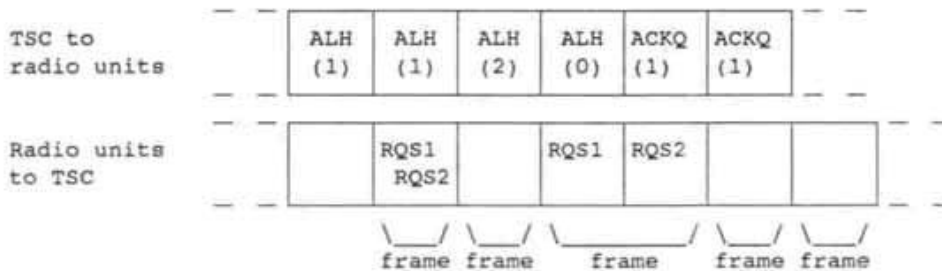 TSC to radio units
ALH ALH ALH ALH ACKQ ACKQ
(1) (1) (2) (0) (1) (1)
Radio units to TSC
RQS1 RQS1 RQS2
RQS2
frame frame frame frame frame